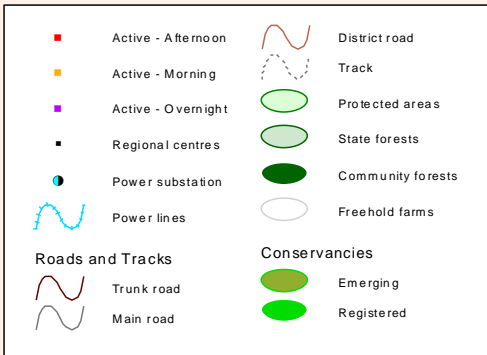 Active - Afternoon
Active - Morning
Active - Overnight
Regional centres
Power substation
Power lines
Roads and Tracks
Trunk road
Main road
District road
Track
Protected areas
State forests
Community forests
Freehold farms
Conservancies
Emerging
Registered